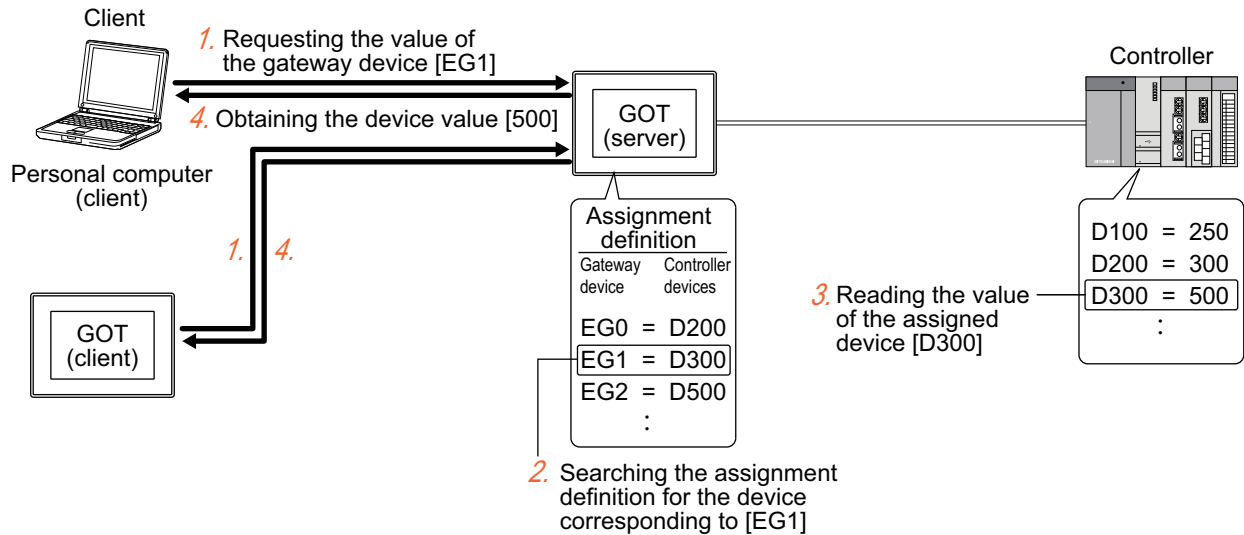 Client
1. Requesting the value of
the gateway device [EG1]
4. Obtaining the device value [500]
Personal computer
(client)
GOT
(server)
Controller
1.
4.
GOT
(client)
Assignment
definition
Gateway device
Controller devices
EG0 = D200
EG1 = D300
EG2 = D500
:
2. Searching the assignment
definition for the device
corresponding to [EG1]
3. Reading the value
of the assigned
device [D300]
D100 = 250
D200 = 300
D300 = 500
: